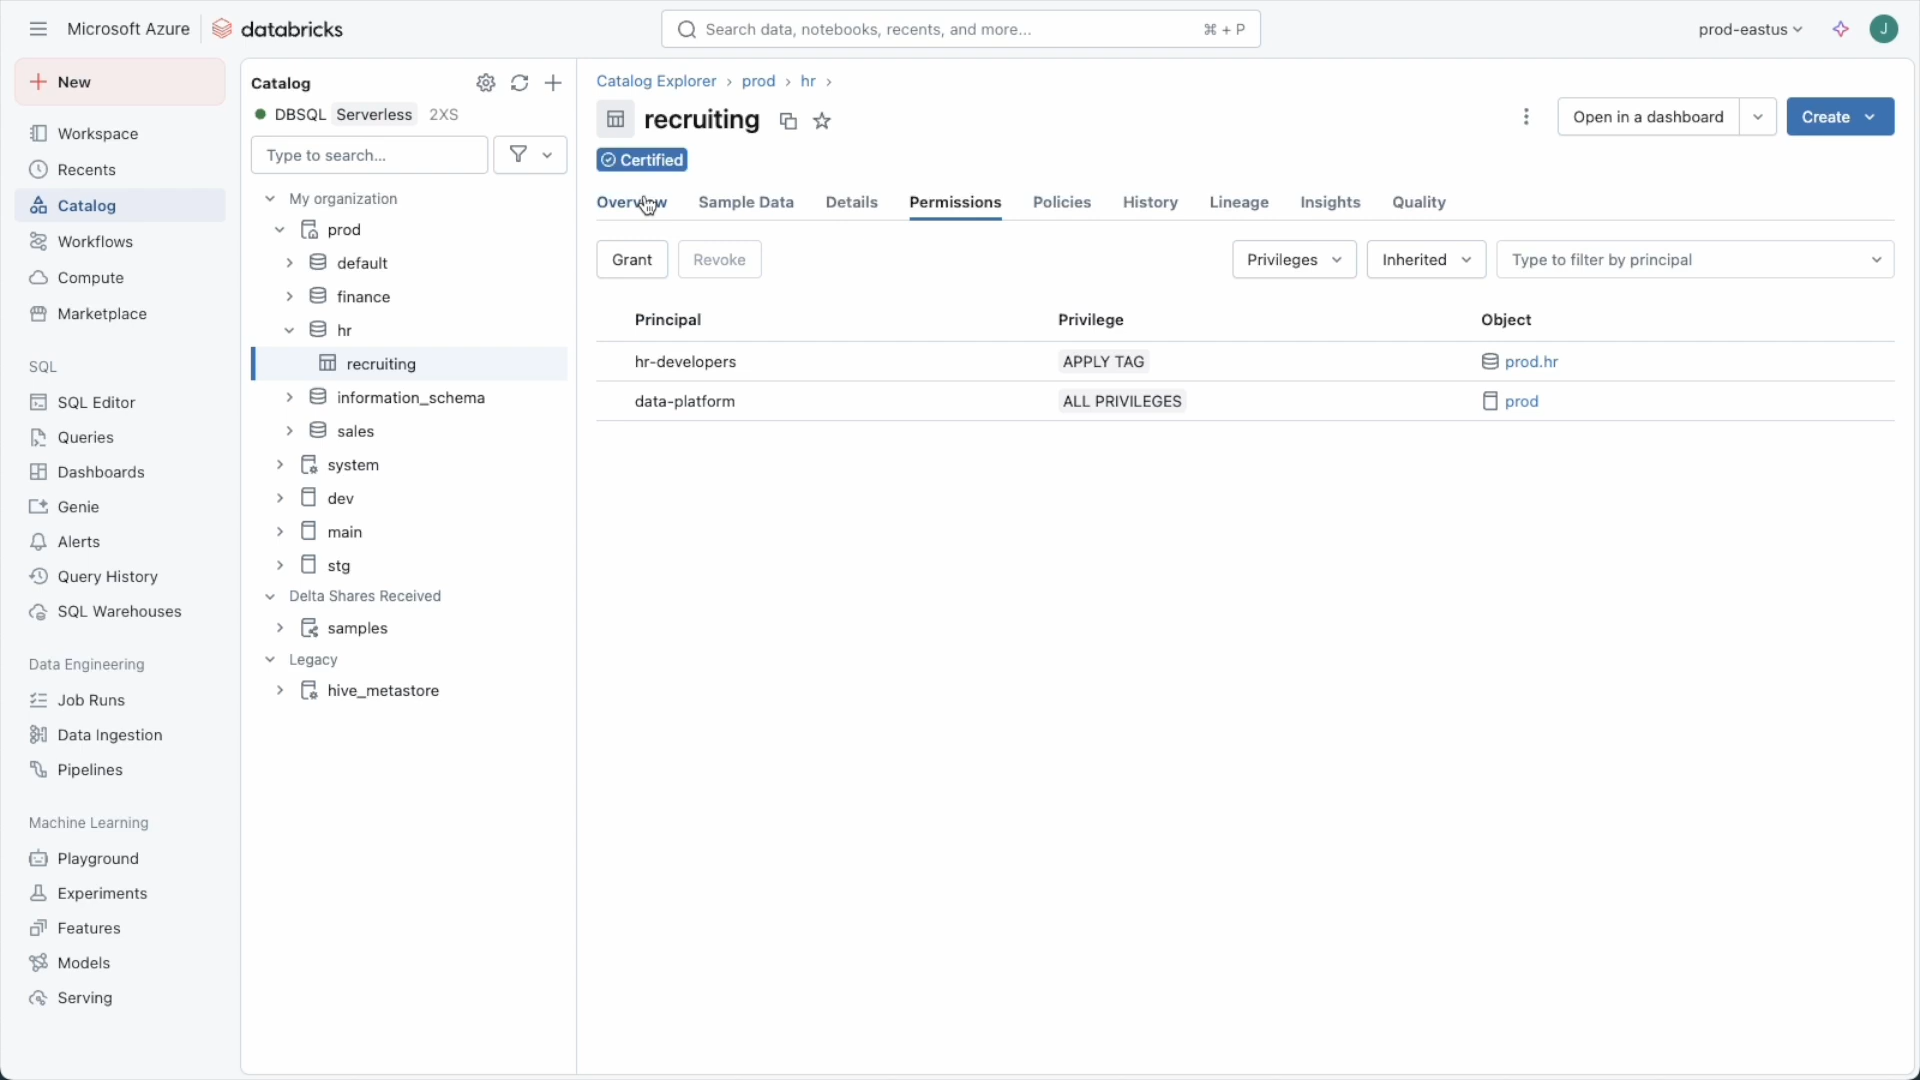 Microsoft Azure databricks
Search data, notebooks, recents, and more... ⌘ + P
prod-eastus J
New
Workspace
Recents
Catalog
Workflows
Compute
Marketplace
SQL
SQL Editor
Queries
Dashboards
Genie
Alerts
Query History
SQL Warehouses
Data Engineering
Job Runs
Data Ingestion
Pipelines
Machine Learning
Playground
Experiments
Features
Models
Serving
Catalog
DBSQL Serverless 2XS
Type to search...
My organization
prod
default
finance
hr
recruiting
information_schema
sales
system
dev
main
stg
Delta Shares Received
samples
Legacy
hive_metastore
Catalog Explorer › prod › hr ›
recruiting
Open in a dashboard Create
Certified
Overview Sample Data Details Permissions Policies History Lineage Insights Quality
Grant Revoke Privileges Inherited Type to filter by principal
Principal Privilege Object
hr-developers APPLY TAG prod.hr
data-platform ALL PRIVILEGES prod